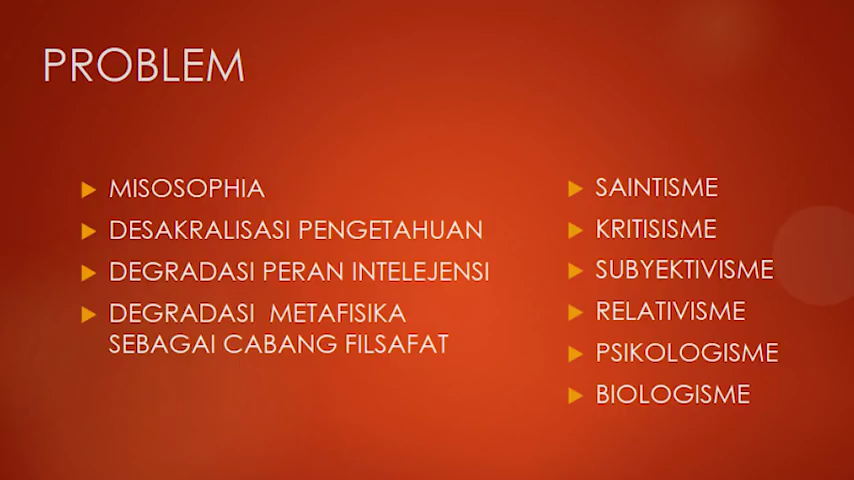 PROBLEM
MISOSOPHIA
DESAKRALISASI PENGETAHUAN
DEGRADASI PERAN INTELEJENSI
DEGRADASI METAFISIKA
SEBAGAI CABANG FILSAFAT
SAINTISME
KRITISISME
SUBYEKTIVISME
RELATIVISME
PSIKOLOGISME
BIOLOGISME